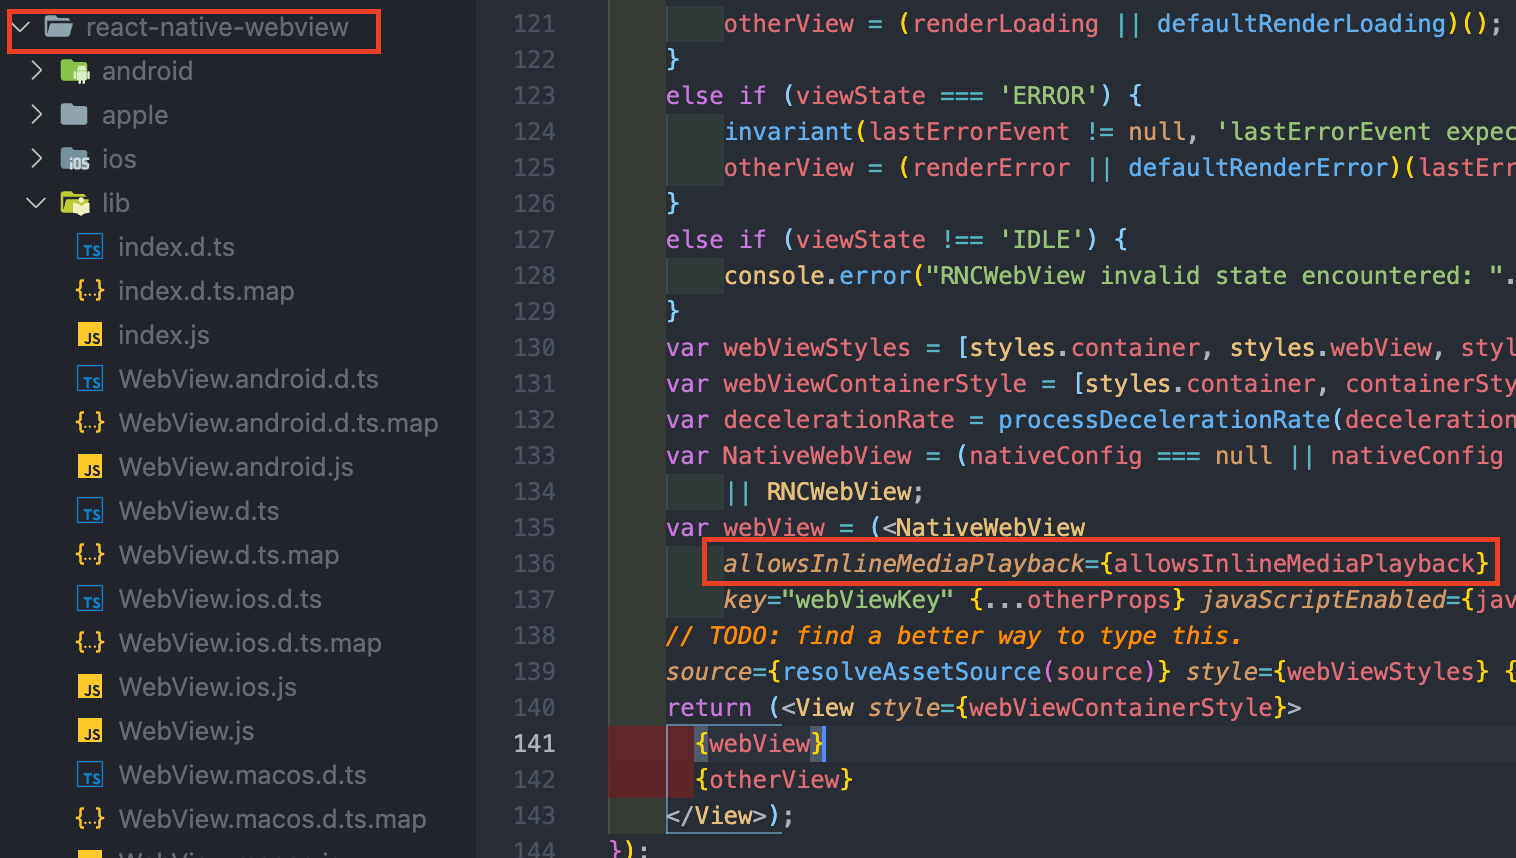 react-native-webview
android
apple
ios
lib
index.d.ts
index.d.ts.map
index.js
WebView.android.d.ts
WebView.android.d.ts.map
WebView.android.js
WebView.d.ts
WebView.d.ts.map
WebView.ios.d.ts
WebView.ios.d.ts.map
WebView.ios.js
WebView.js
WebView.macos.d.ts
WebView.macos.d.ts.map
121 otherView = (renderLoading || defaultRenderLoading)();
122 }
123 else if (viewState === 'ERROR') {
124 invariant(lastErrorEvent != null, 'lastErrorEvent expec
125 otherView = (renderError || defaultRenderError)(lastErr
126 }
127 else if (viewState !== 'IDLE') {
128 console.error("RNCWebView invalid state encountered: ".
129 }
130 var webViewStyles = [styles.container, styles.webView, styl
131 var webViewContainerStyle = [styles.container, containerSty
132 var decelerationRate = processDecelerationRate(deceleration
133 var NativeWebView = (nativeConfig === null || nativeConfig
134 || RNCWebView;
135 var webView = (<NativeWebView
136 allowsInlineMediaPlayback={allowsInlineMediaPlayback}
137 key="webViewKey" {...otherProps} javaScriptEnabled={jav
138 // TODO: find a better way to type this.
139 source={resolveAssetSource(source)} style={webViewStyles} {
140 return (<View style={webViewContainerStyle}>
141 {webView}
142 {otherView}
143 </View>);
144 });